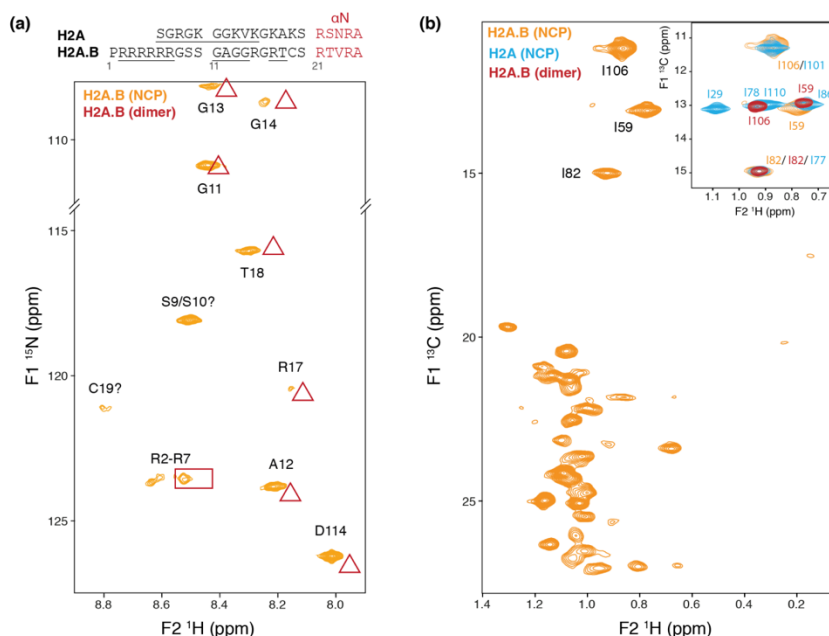 (a)
αN
H2A SGRGK GGKVKGKAKS RSNRA
H2A.B PRRRRRRGSS GAGGRGRTCS RTVRA
1 11 21
H2A.B (NCP)
H2A.B (dimer)
G13
G14
G11
T18
S9/S10?
R17
C19?
R2-R7
A12
D114
110
115
120
125
F1 ¹⁵N (ppm)
8.8 8.6 8.4 8.2 8.0
F2 ¹H (ppm)
(b)
H2A.B (NCP)
H2A (NCP)
H2A.B (dimer)
I106
I59
I82
15
20
25
F1 ¹³C (ppm)
1.4 1.2 1.0 0.8 0.6 0.4 0.2
F2 ¹H (ppm)
I106/I101
I29
I78 I110
I59
I86
I106
I59
I82/ I82/ I77
11
13
15
F1 ¹³C (ppm)
1.1 1.0 0.9 0.8 0.7
F2 ¹H (ppm)